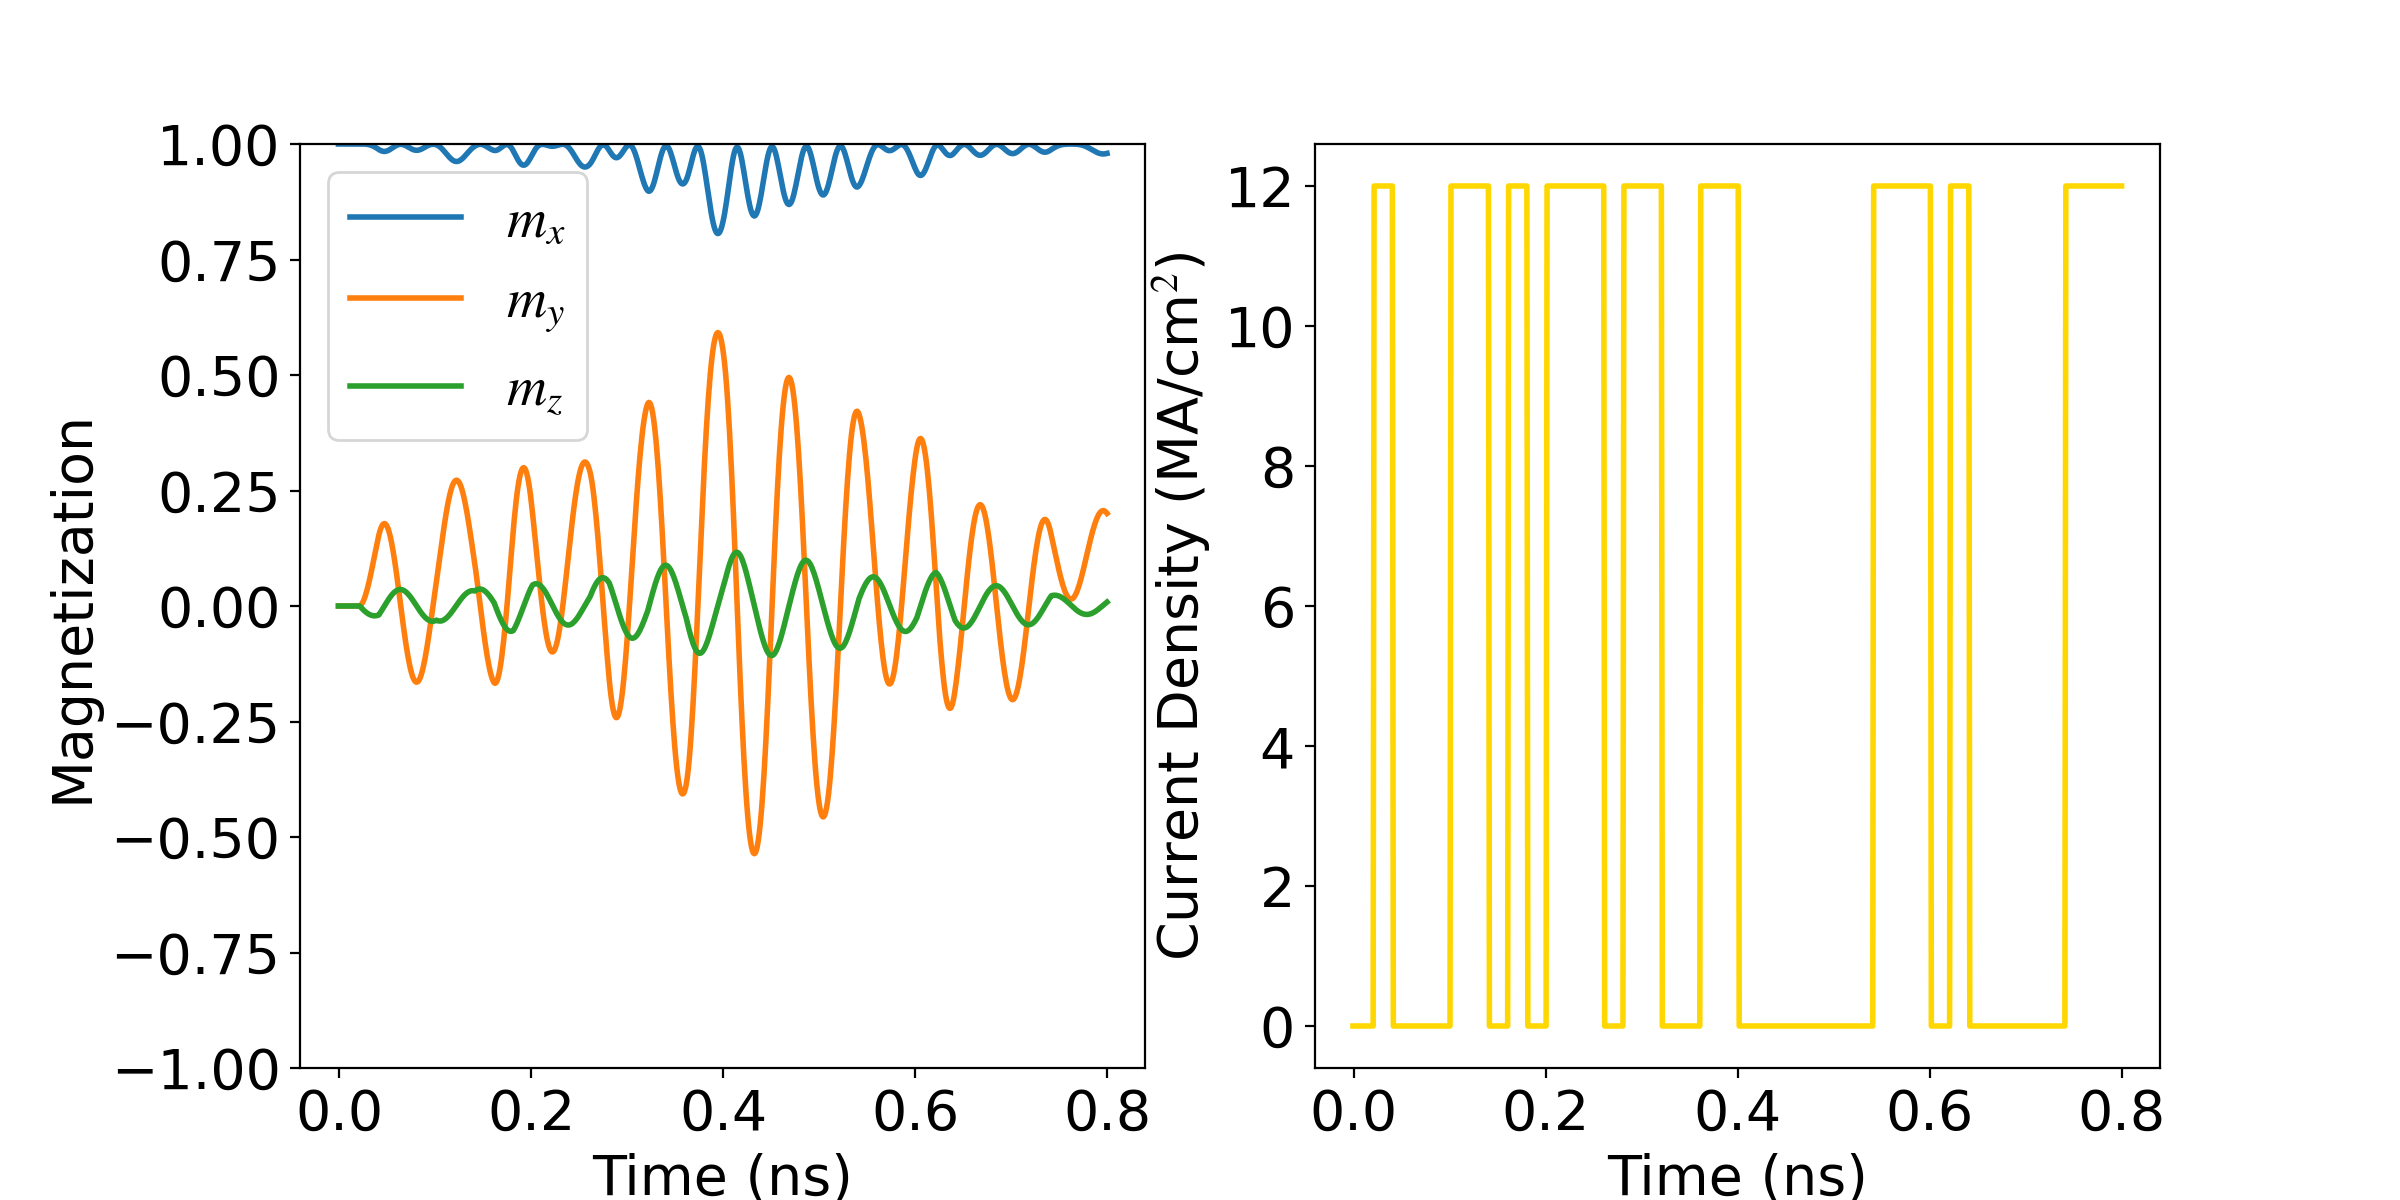 Magnetization
1.00
0.75
0.50
0.25
0.00
−0.25
−0.50
−0.75
−1.00
m_x
m_y
m_z
0.0 0.2 0.4 0.6 0.8
Time (ns)
Current Density (MA/cm²)
12
10
8
6
4
2
0
0.0 0.2 0.4 0.6 0.8
Time (ns)